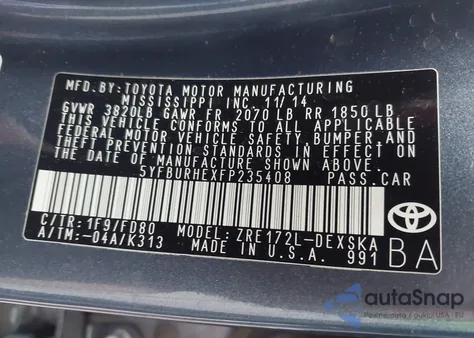 MFD.BY:TOYOTA MOTOR MANUFACTURING
MISSISSIPPI INC. 11/14
GVWR 3820LB GAWR FR 2070 LB RR 1850 LB
THIS VEHICLE CONFORMS TO ALL APPLICABLE
FEDERAL MOTOR VEHICLE SAFETY, BUMPER, AND
THEFT PREVENTION STANDARDS IN EFFECT ON
THE DATE OF MANUFACTURE SHOWN ABOVE.
5YFBURHEXFP235408 PASS.CAR
C/TR:1F9/FD80
A/TM:-04A/K313
MODEL:ZRE172L-DEXSKA
MADE IN U.S.A. 991
TOYOTA
BA
autaSnap